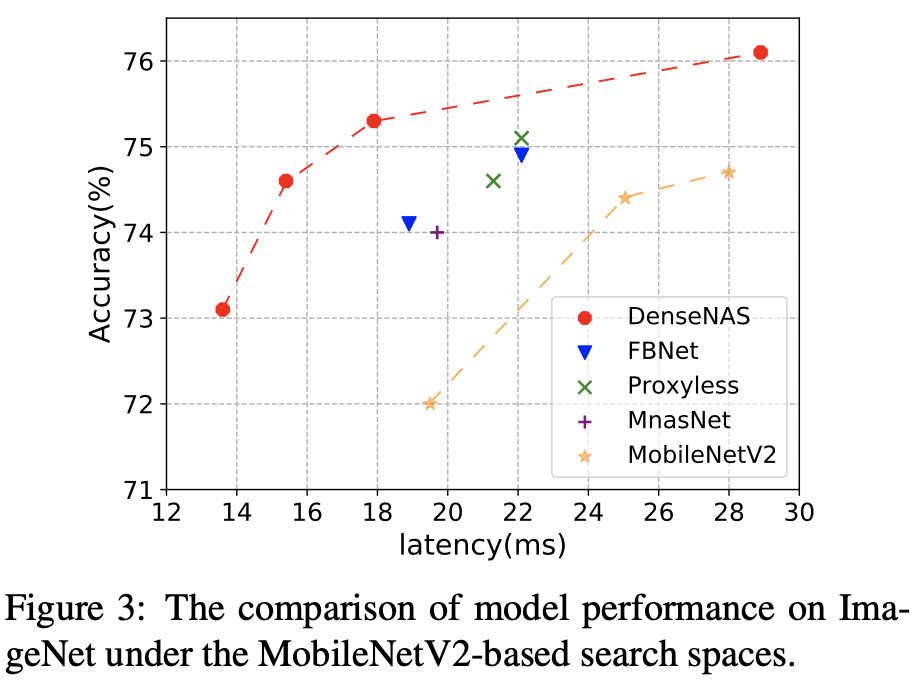 76
75
74
73
72
71
Accuracy(%)
12 14 16 18 20 22 24 26 28 30
latency(ms)
DenseNAS
FBNet
Proxyless
MnasNet
MobileNetV2
Figure 3: The comparison of model performance on Ima-
geNet under the MobileNetV2-based search spaces.